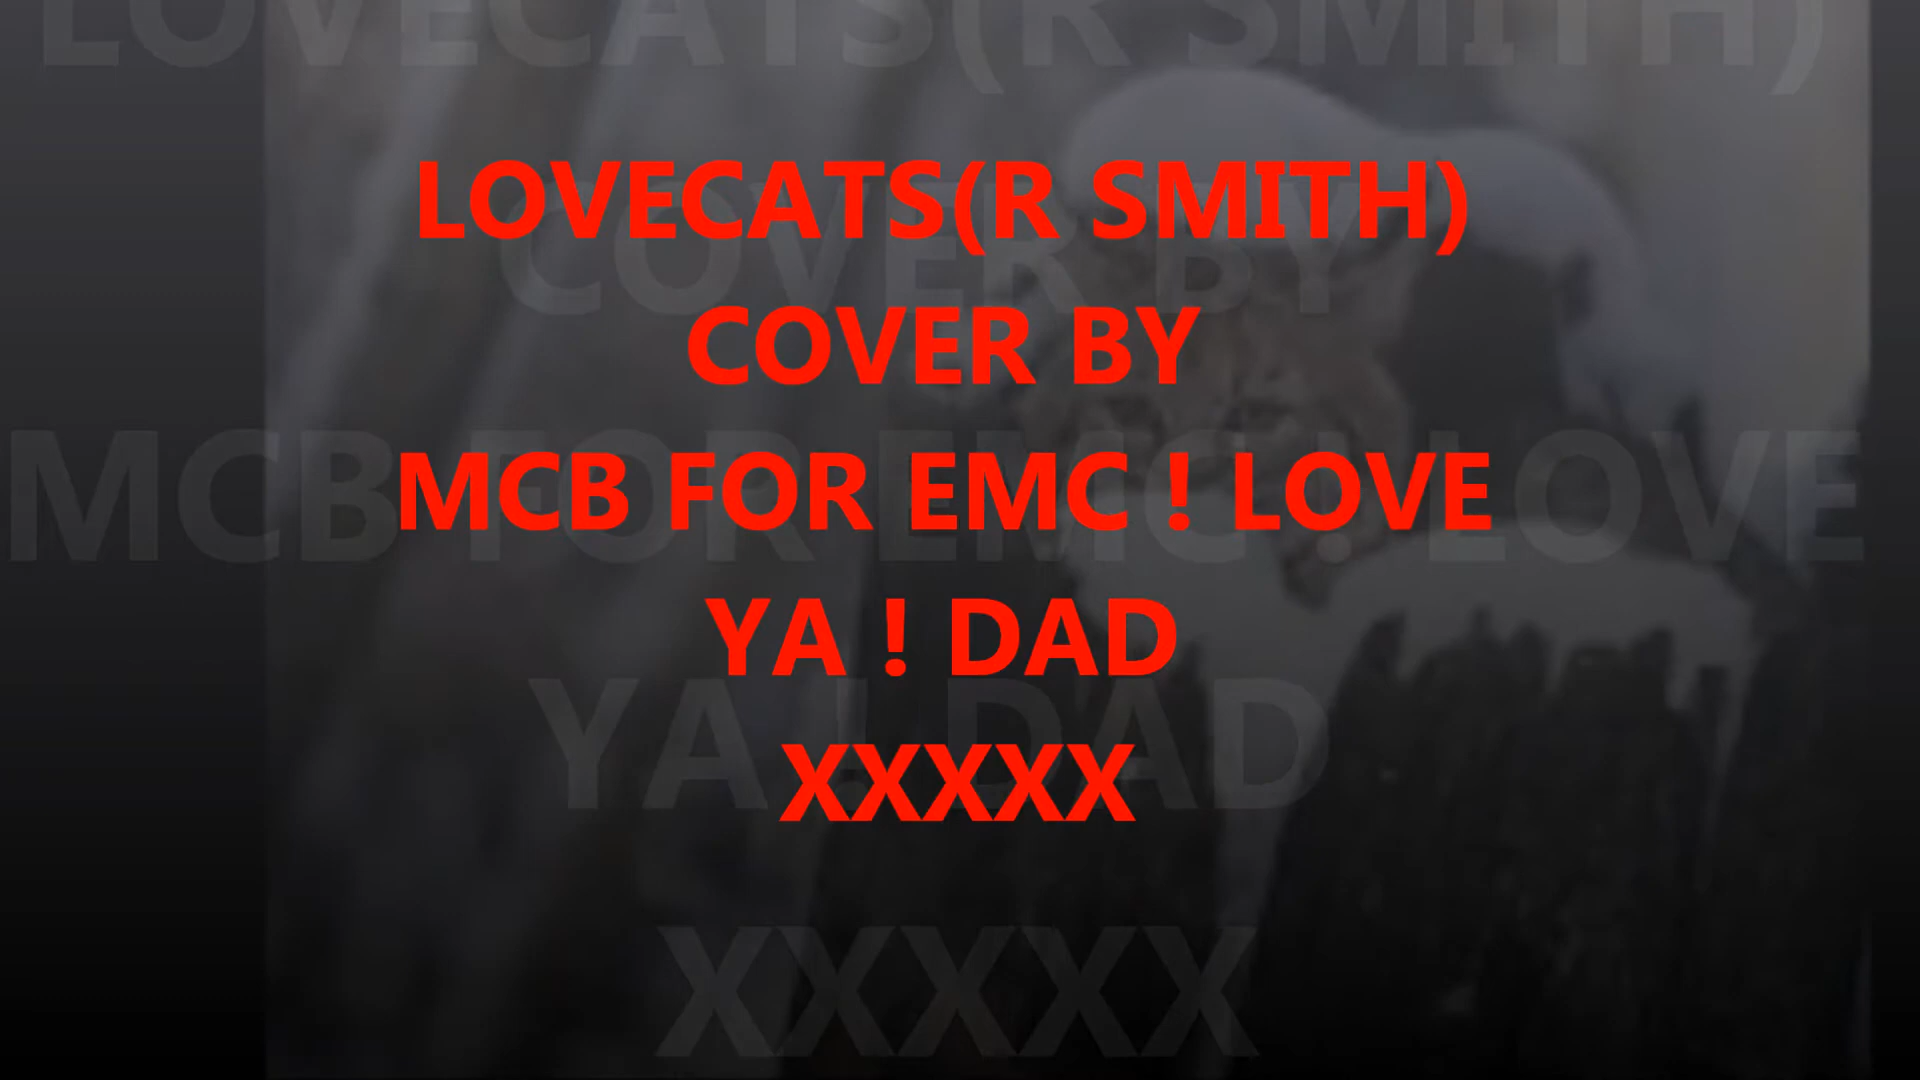 LOVECATS(R SMITH)
COVER BY
MCB FOR EMC ! LOVE
YA ! DAD
XXXXX